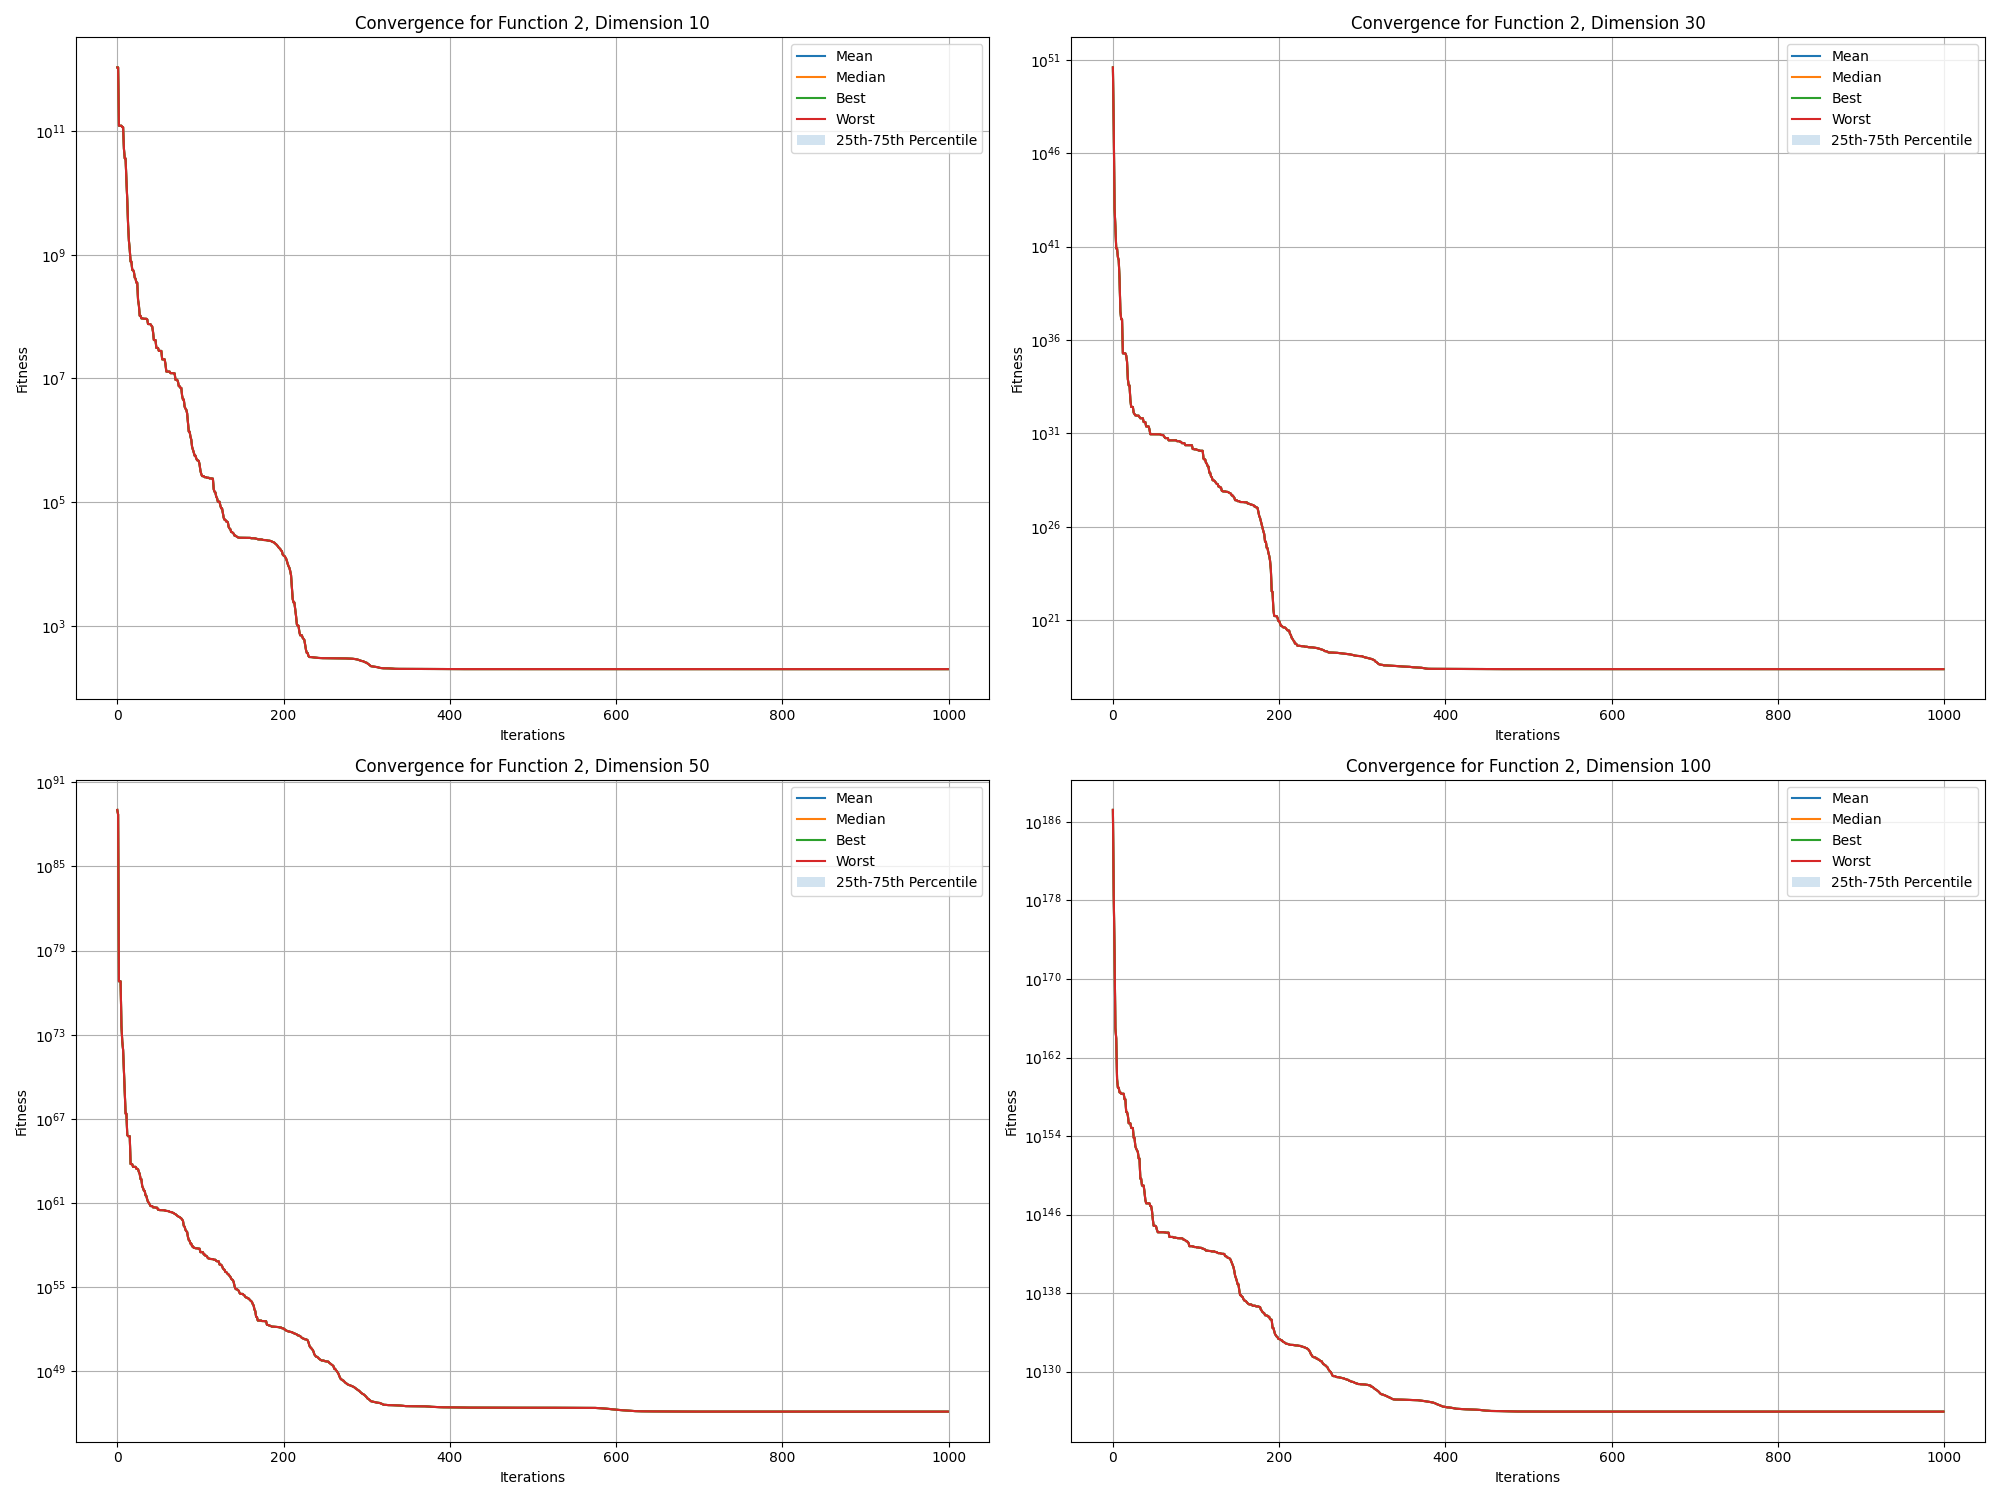 Convergence for Function 2, Dimension 10
Mean
Median
Best
Worst
25th-75th Percentile
10^11
10^9
10^7
10^5
10^3
Fitness
0 200 400 600 800 1000
Iterations
Convergence for Function 2, Dimension 30
Mean
Median
Best
Worst
25th-75th Percentile
10^51
10^46
10^41
10^36
10^31
10^26
10^21
Fitness
0 200 400 600 800 1000
Iterations
Convergence for Function 2, Dimension 50
Mean
Median
Best
Worst
25th-75th Percentile
10^91
10^85
10^79
10^73
10^67
10^61
10^55
10^49
Fitness
0 200 400 600 800 1000
Iterations
Convergence for Function 2, Dimension 100
Mean
Median
Best
Worst
25th-75th Percentile
10^186
10^178
10^170
10^162
10^154
10^146
10^138
10^130
Fitness
0 200 400 600 800 1000
Iterations